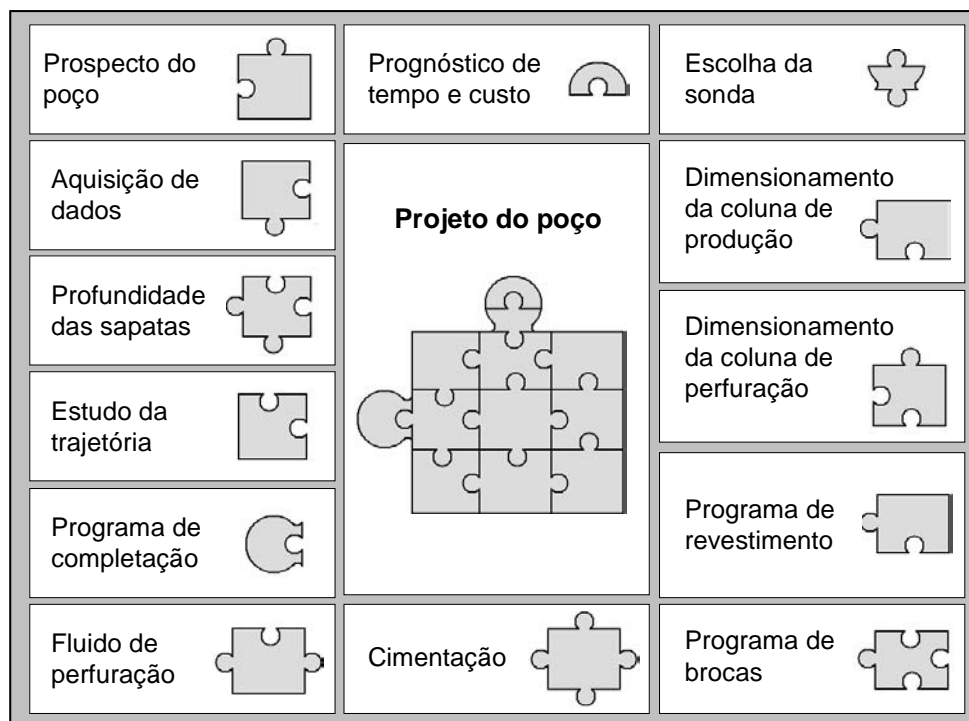 Prospecto do
poço
Prognóstico de
tempo e custo
Escolha da
sonda
Aquisição de
dados
Projeto do poço
Dimensionamento
da coluna de
produção
Profundidade
das sapatas
Dimensionamento
da coluna de
perfuração
Estudo da
trajetória
Programa de
completação
Programa de
revestimento
Fluido de
perfuração
Cimentação
Programa de
brocas